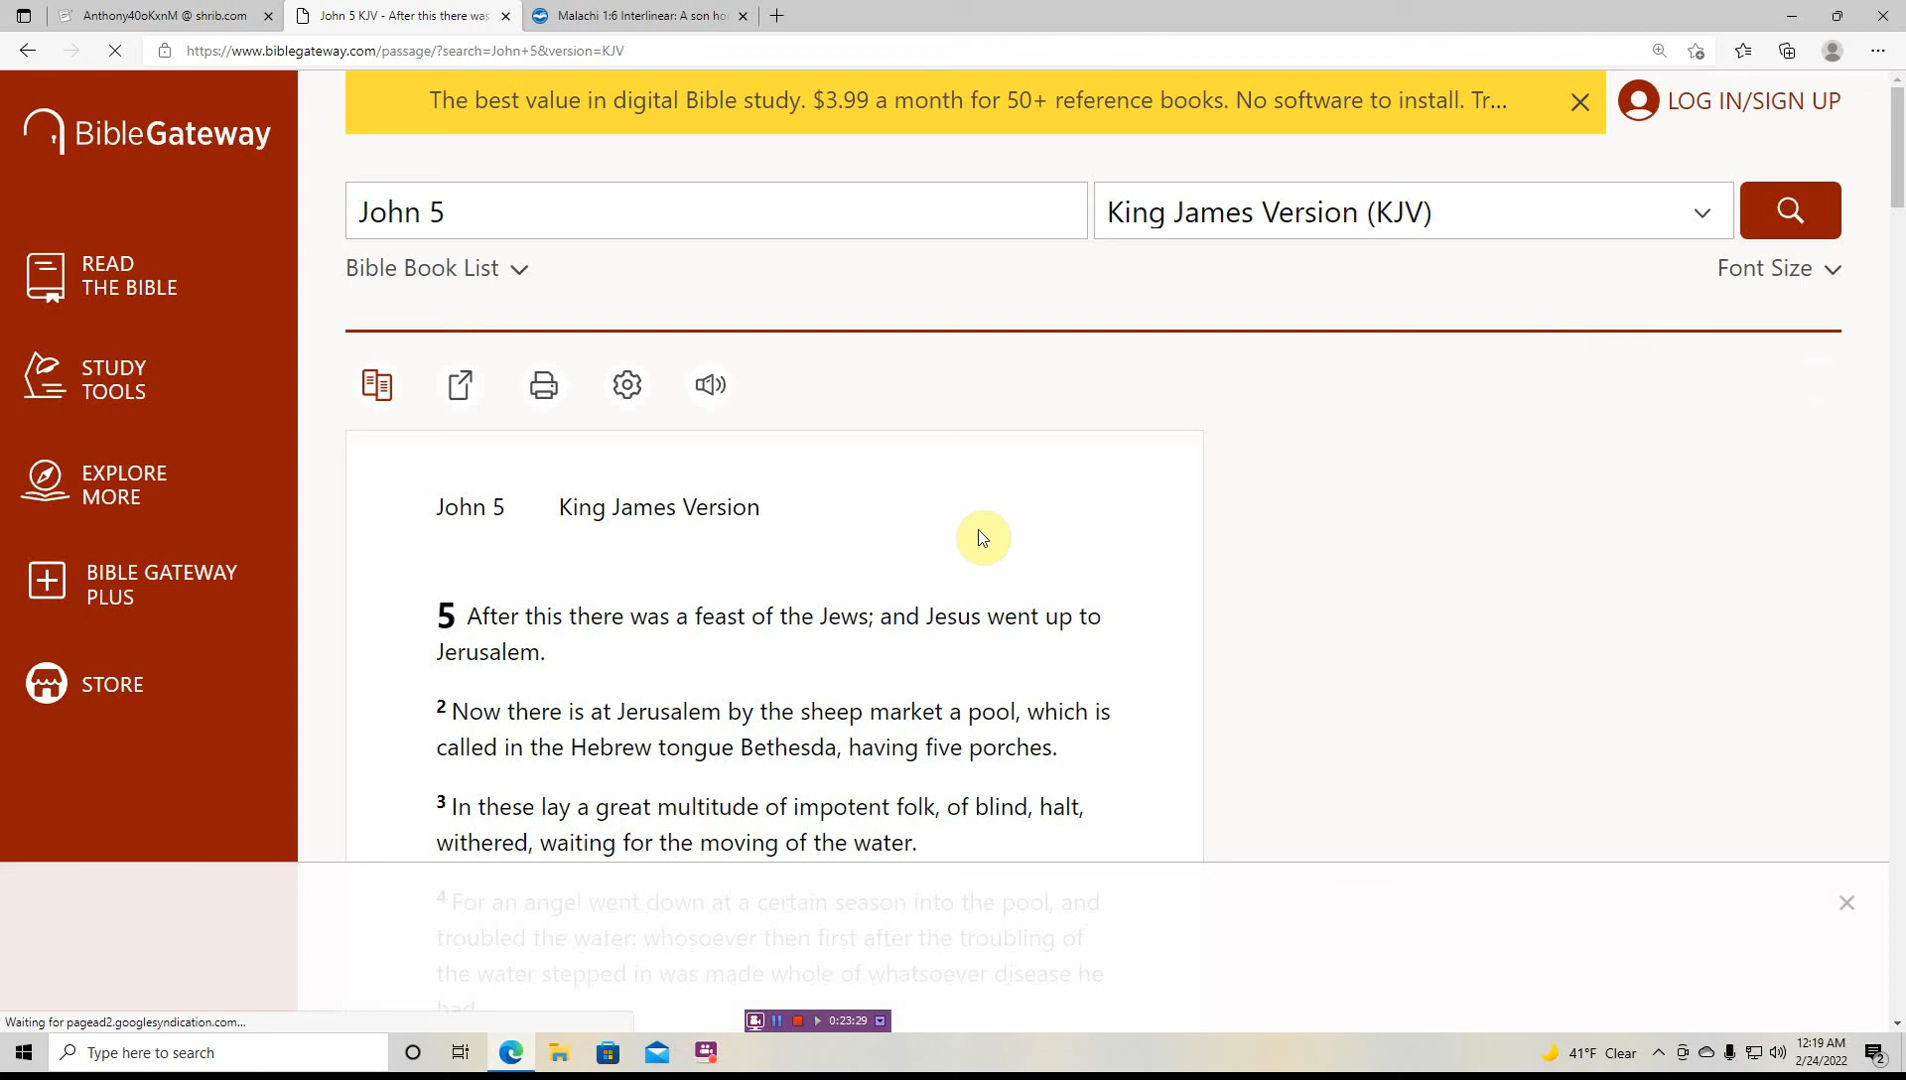 Anthony40oKxnM @ shrib.com
John 5 KJV - After this there was
Malachi 1:6 Interlinear: A son ho
https://www.biblegateway.com/passage/?search=John+5&version=KJV
The best value in digital Bible study. $3.99 a month for 50+ reference books. No software to install. Tr...
LOG IN/SIGN UP
BibleGateway
John 5
King James Version (KJV)
Bible Book List
Font Size
READ
THE BIBLE
STUDY
TOOLS
EXPLORE
MORE
BIBLE GATEWAY
PLUS
STORE
John 5 King James Version
5 After this there was a feast of the Jews; and Jesus went up to
Jerusalem.
2 Now there is at Jerusalem by the sheep market a pool, which is
called in the Hebrew tongue Bethesda, having five porches.
3 In these lay a great multitude of impotent folk, of blind, halt,
withered, waiting for the moving of the water.
4 For an angel went down at a certain season into the pool, and
troubled the water: whosoever then first after the troubling of
the water stepped in was made whole of whatsoever disease he
had.
Waiting for pagead2.googlesyndication.com...
0:23:29
Type here to search
41°F Clear
12:19 AM
2/24/2022
2